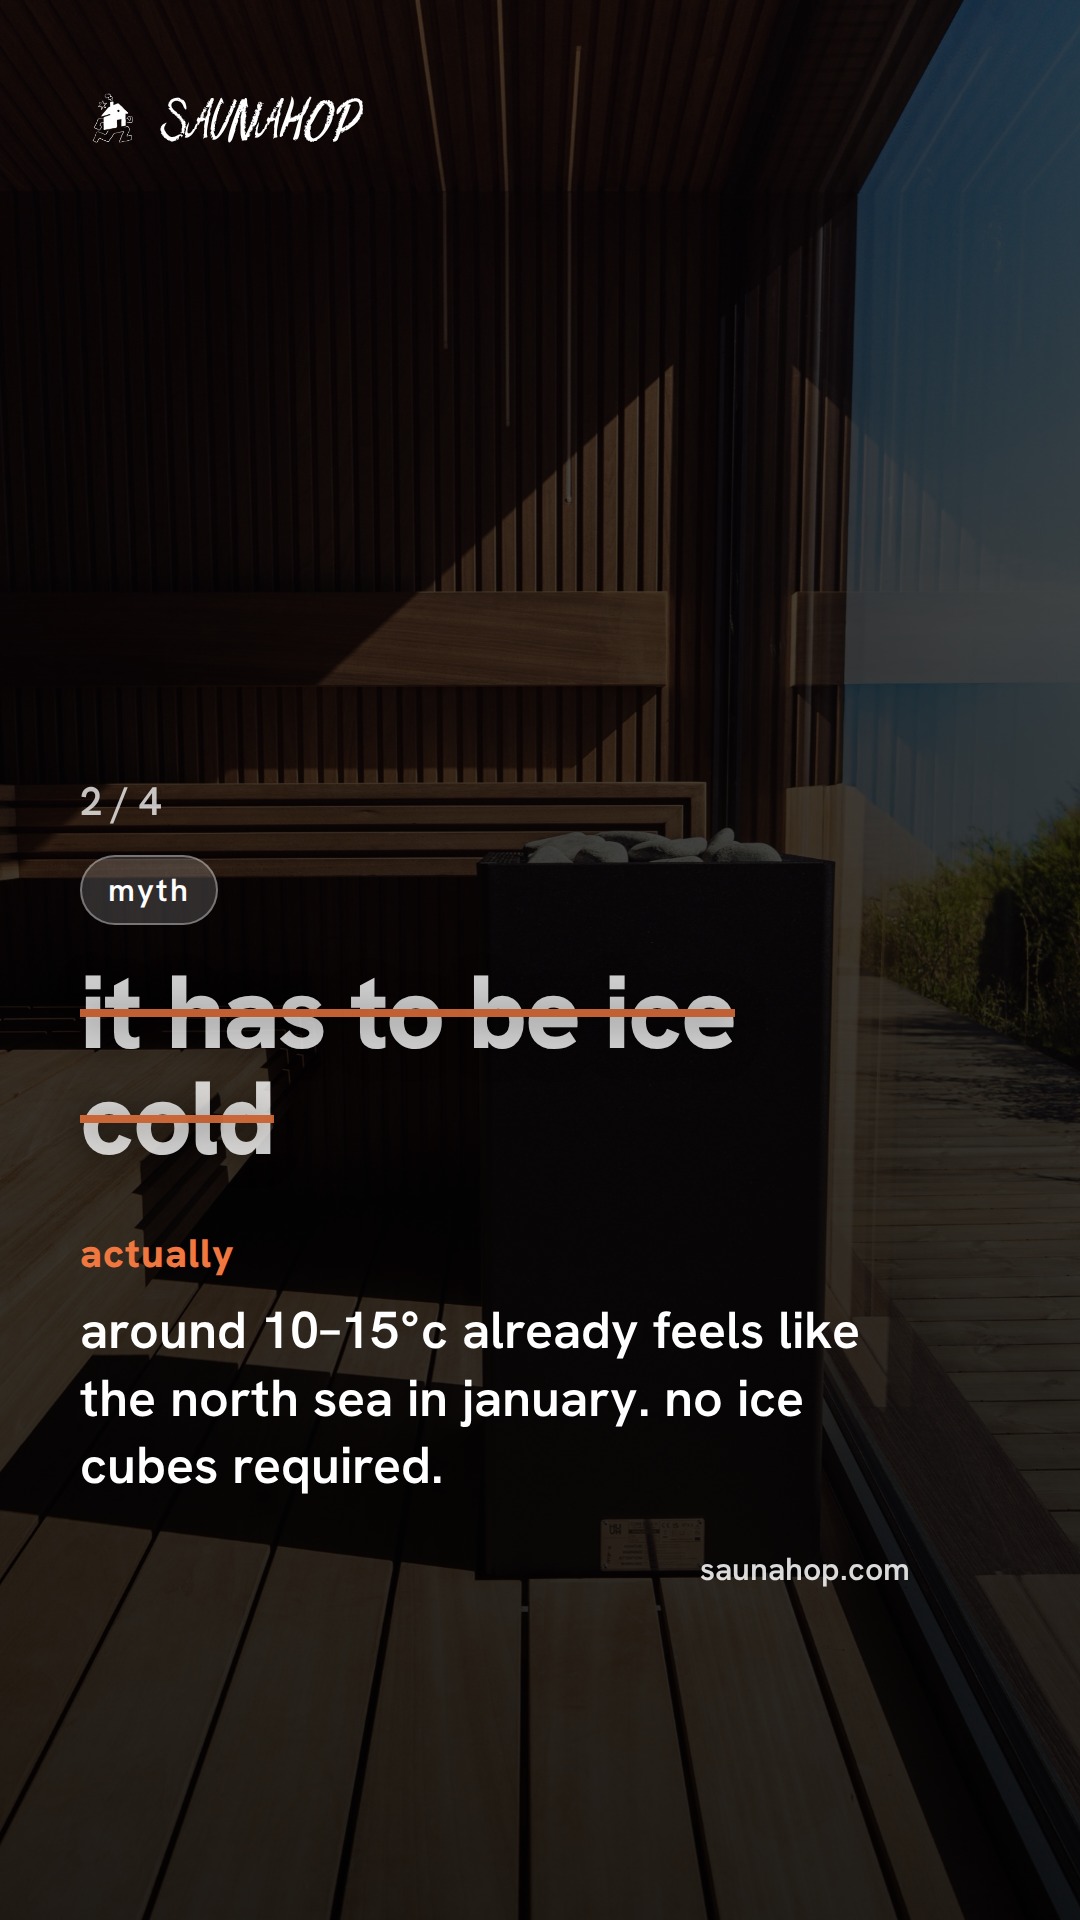 SAUNAHOP
2 / 4
myth
it has to be ice
cold
actually
around 10–15°c already feels like
the north sea in january. no ice
cubes required.
saunahop.com